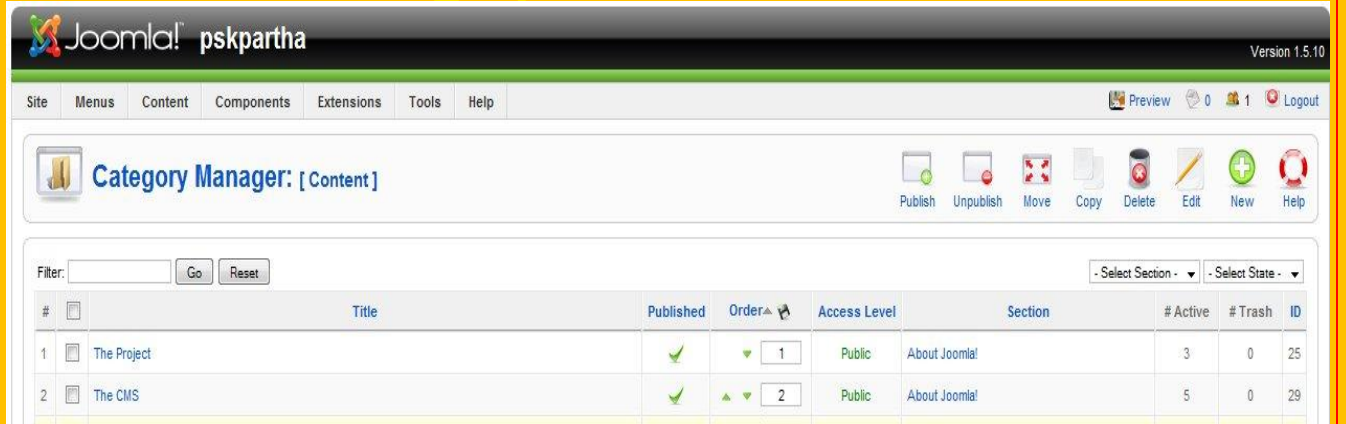 Joomla!™ pskpartha
Version 1.5.10
Site Menus Content Components Extensions Tools Help Preview 0 1 Logout
Category Manager: [ Content ]
Publish Unpublish Move Copy Delete Edit New Help
Filter: Go Reset - Select Section - - Select State -
# Title Published Order Access Level Section # Active # Trash ID
1 The Project 1 Public About Joomla! 3 0 25
2 The CMS 2 Public About Joomla! 5 0 29